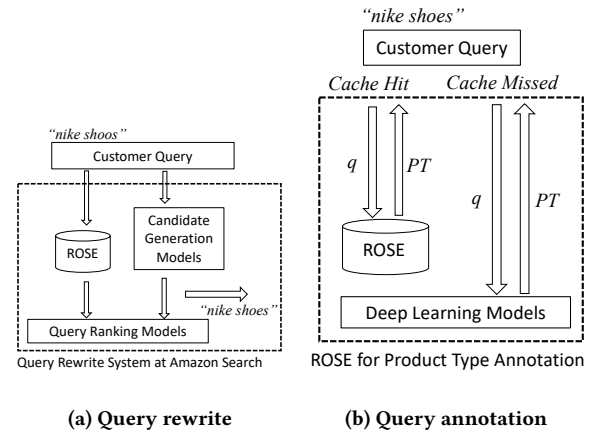 “nike shoos”
Customer Query
ROSE
Candidate
Generation
Models
“nike shoes”
Query Ranking Models
Query Rewrite System at Amazon Search
(a) Query rewrite
“nike shoes”
Customer Query
Cache Hit
Cache Missed
q
PT
q
PT
ROSE
Deep Learning Models
ROSE for Product Type Annotation
(b) Query annotation